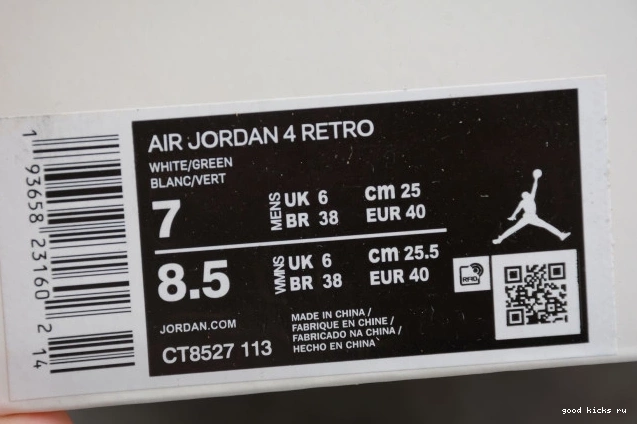 AIR JORDAN 4 RETRO
WHITE/GREEN
BLANC/VERT
7
MENS
UK 6 cm 25
BR 38 EUR 40
8.5
WMNS
UK 6 cm 25.5
BR 38 EUR 40
RFID
JORDAN.COM
CT8527 113
MADE IN CHINA /
FABRIQUE EN CHINE /
FABRICADO NA CHINA /
HECHO EN CHINA
1 93658 23160 2 14
good kicks ru